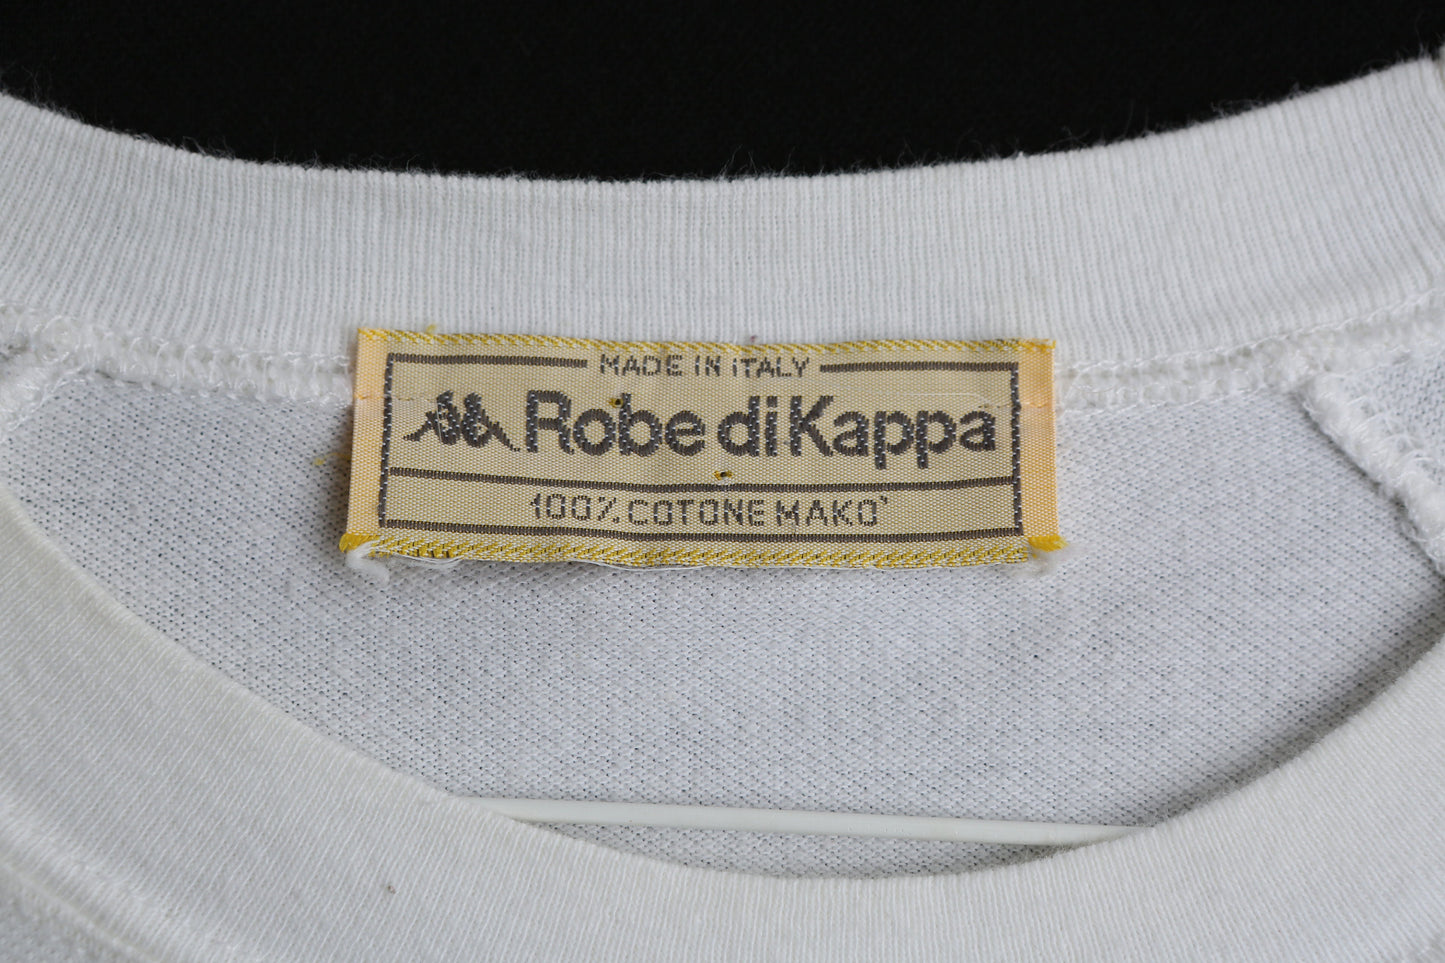 MADE IN iTALY
Robe di Kappa
100% COTONE MAKO'